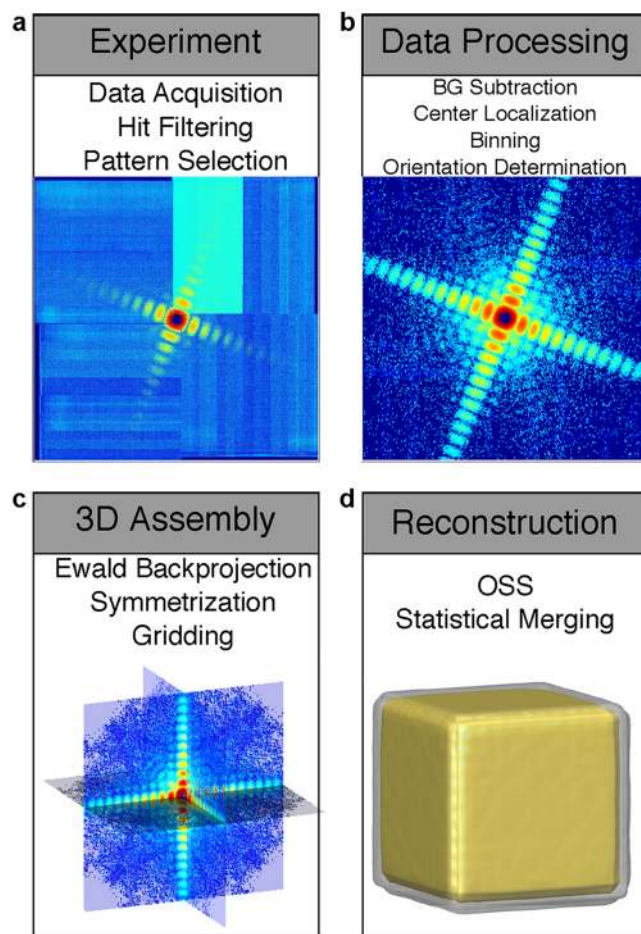 a
Experiment
Data Acquisition
Hit Filtering
Pattern Selection
b
Data Processing
BG Subtraction
Center Localization
Binning
Orientation Determination
c
3D Assembly
Ewald Backprojection
Symmetrization
Gridding
d
Reconstruction
OSS
Statistical Merging